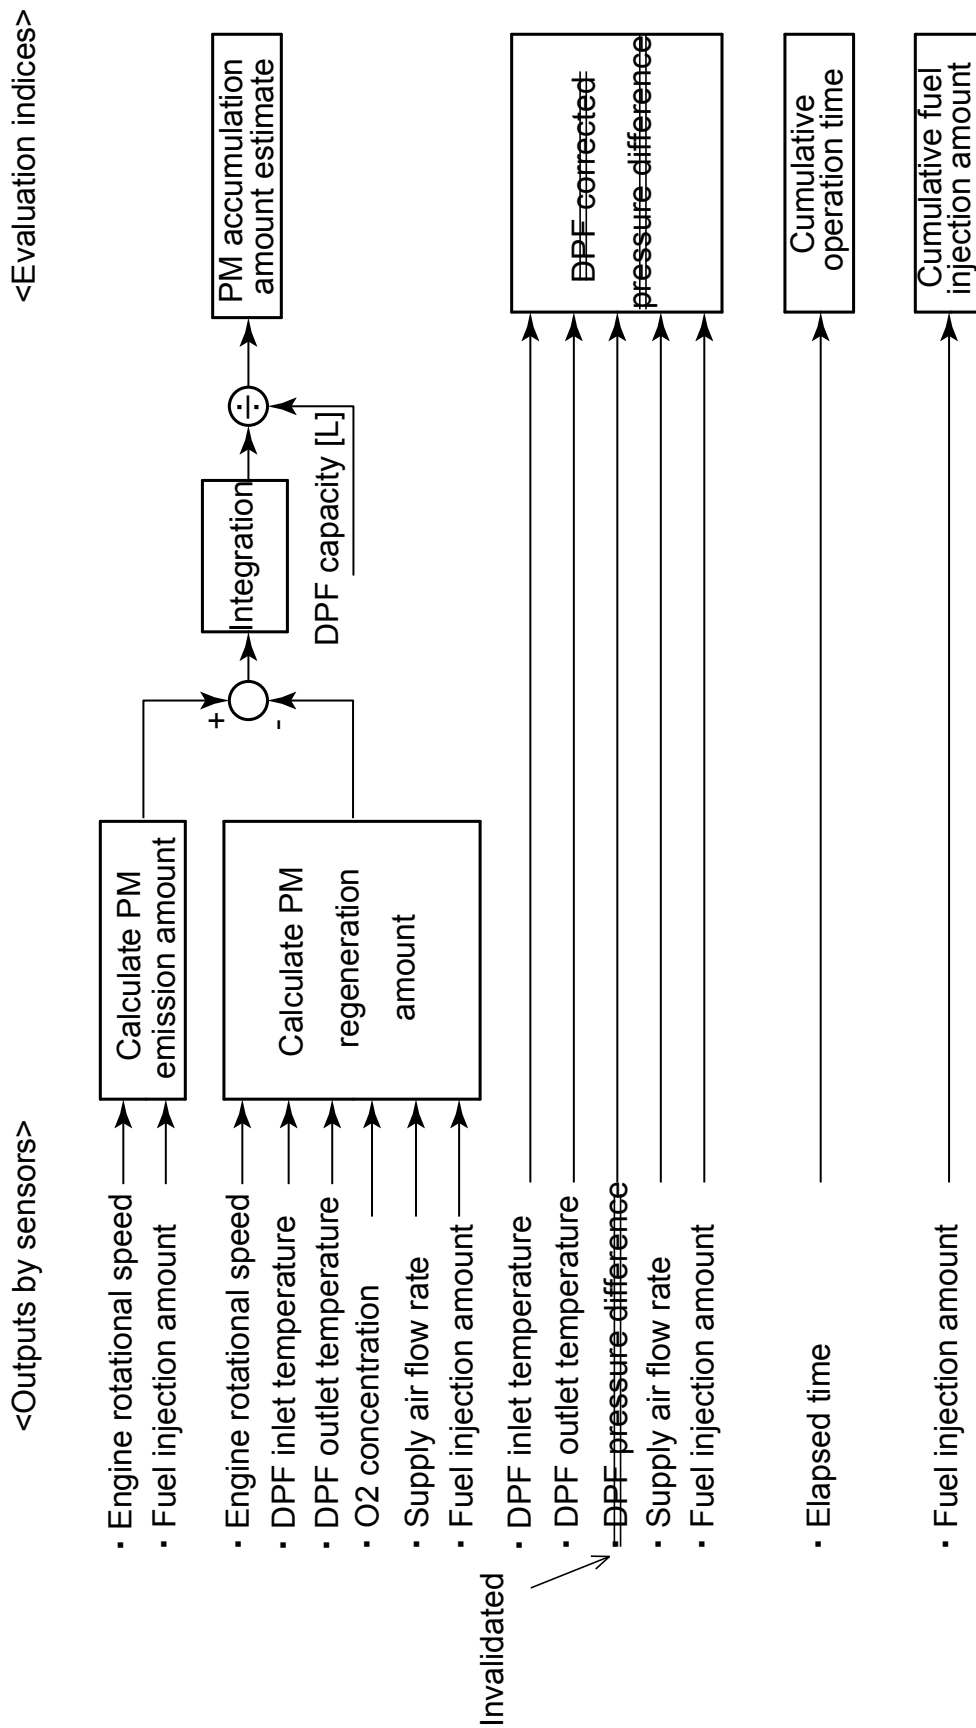 <Outputs by sensors>
<Evaluation indices>
· Engine rotational speed
· Fuel injection amount
Calculate PM
emission amount
· Engine rotational speed
· DPF inlet temperature
· DPF outlet temperature
· O2 concentration
· Supply air flow rate
· Fuel injection amount
Calculate PM
regeneration
amount
+
-
Integration
÷
DPF capacity [L]
PM accumulation
amount estimate
· DPF inlet temperature
· DPF outlet temperature
· DPF pressure difference
· Supply air flow rate
· Fuel injection amount
Invalidated
DPF corrected
pressure difference
· Elapsed time
Cumulative
operation time
· Fuel injection amount
Cumulative fuel
injection amount